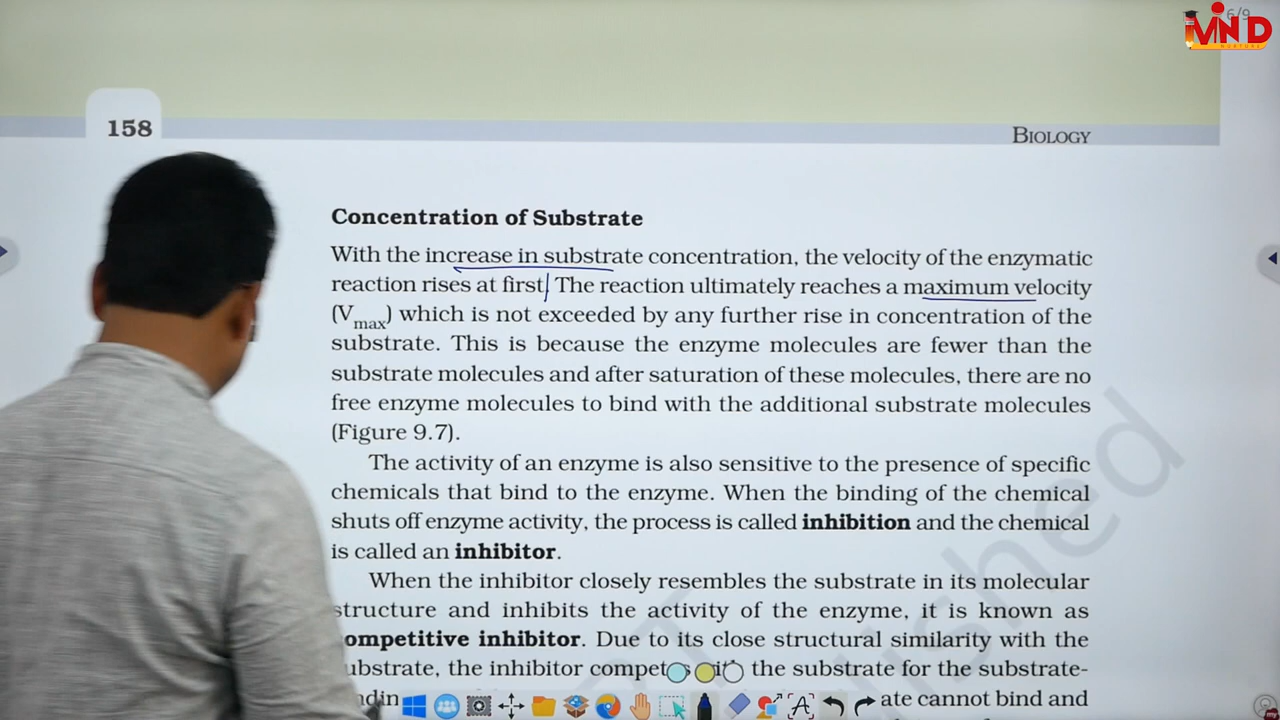 6/9
MIND
NURTURE
158
BIOLOGY
Concentration of Substrate
With the increase in substrate concentration, the velocity of the enzymatic
reaction rises at first. The reaction ultimately reaches a maximum velocity
(Vmax) which is not exceeded by any further rise in concentration of the
substrate. This is because the enzyme molecules are fewer than the
substrate molecules and after saturation of these molecules, there are no
free enzyme molecules to bind with the additional substrate molecules
(Figure 9.7).
The activity of an enzyme is also sensitive to the presence of specific
chemicals that bind to the enzyme. When the binding of the chemical
shuts off enzyme activity, the process is called inhibition and the chemical
is called an inhibitor.
When the inhibitor closely resembles the substrate in its molecular
structure and inhibits the activity of the enzyme, it is known as
ompetitive inhibitor. Due to its close structural similarity with the
ubstrate, the inhibitor competes with the substrate for the substrate-
ndin ate cannot bind and